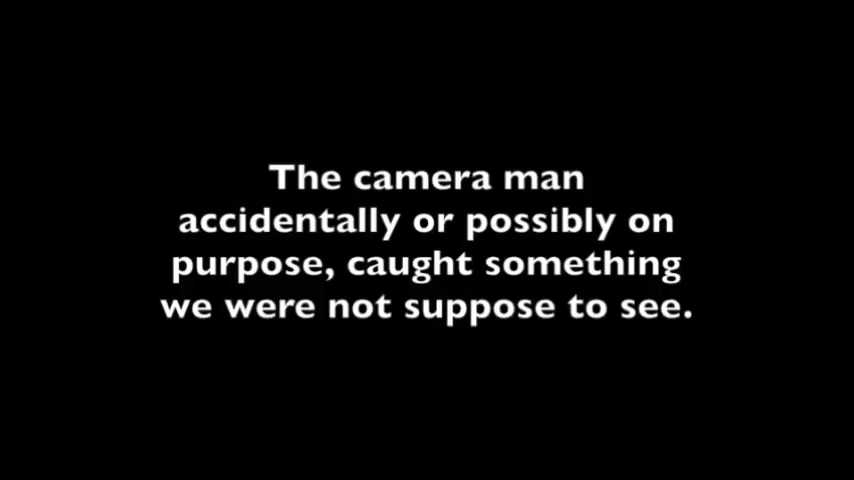 The camera man
accidentally or possibly on
purpose, caught something
we were not suppose to see.